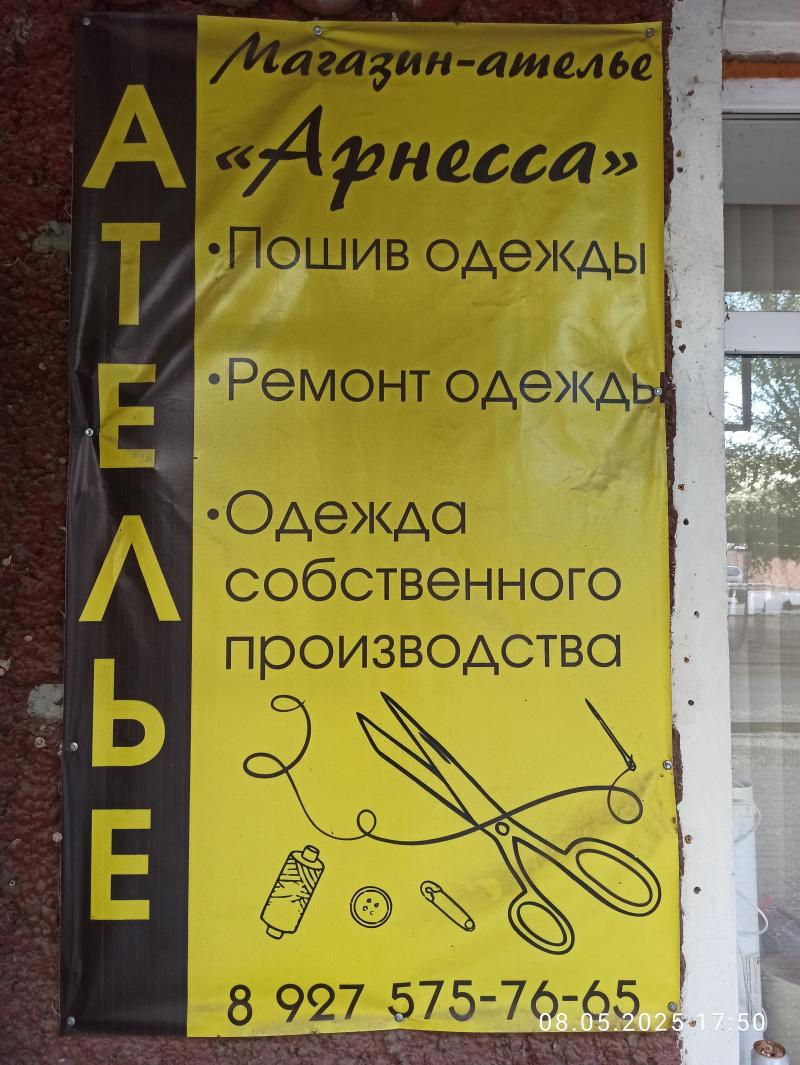 АТЕЛЬЕ
Магазин-ателье
«Арнесса»
•Пошив одежды
•Ремонт одежды
•Одежда
собственного
производства
8 927 575-76-65
08.05.2025 17:50